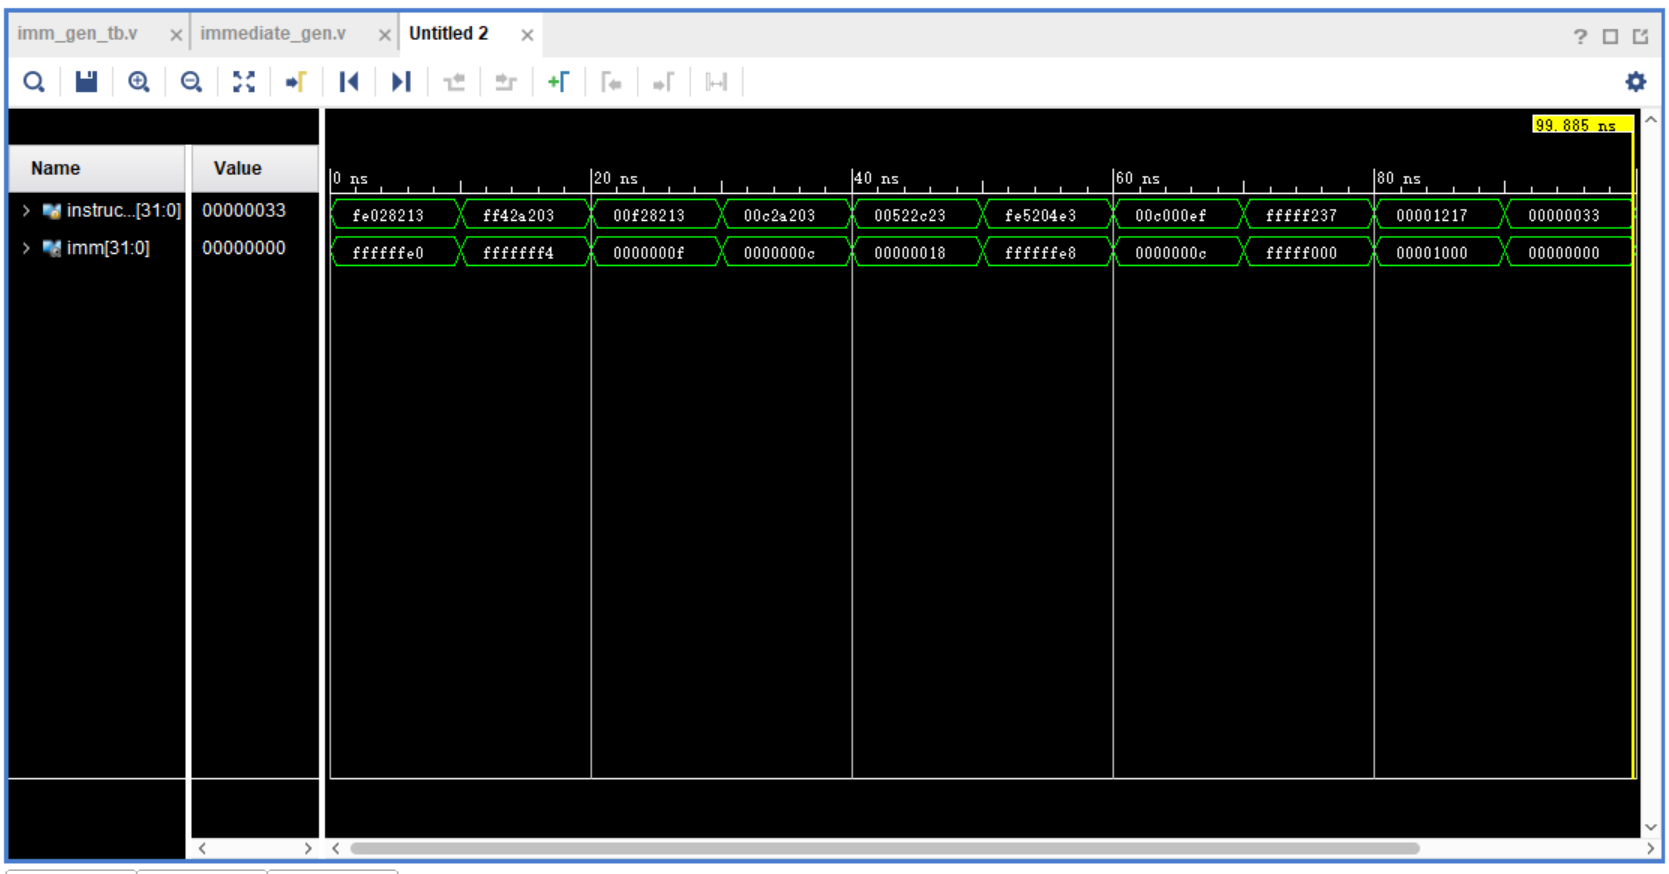 imm_gen_tb.v × immediate_gen.v × Untitled 2 ×
?
99.885 ns
Name Value
0 ns 20 ns 40 ns 60 ns 80 ns
instruc...[31:0] 00000033 fe028213 ff42a203 00f28213 00c2a203 00522c23 fe5204e3 00c000ef fffff237 00001217 00000033
imm[31:0] 00000000 ffffffe0 fffffff4 0000000f 0000000c 00000018 ffffffe8 0000000c fffff000 00001000 00000000